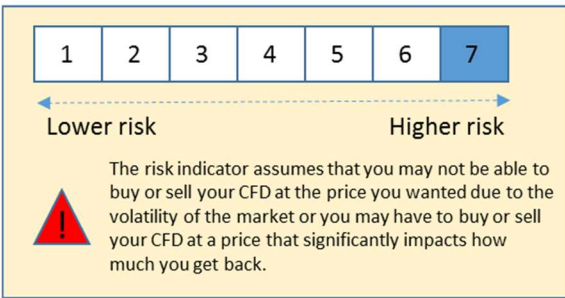 1 2 3 4 5 6 7
Lower risk Higher risk
The risk indicator assumes that you may not be able to
buy or sell your CFD at the price you wanted due to the
volatility of the market or you may have to buy or sell
your CFD at a price that significantly impacts how
much you get back.
!